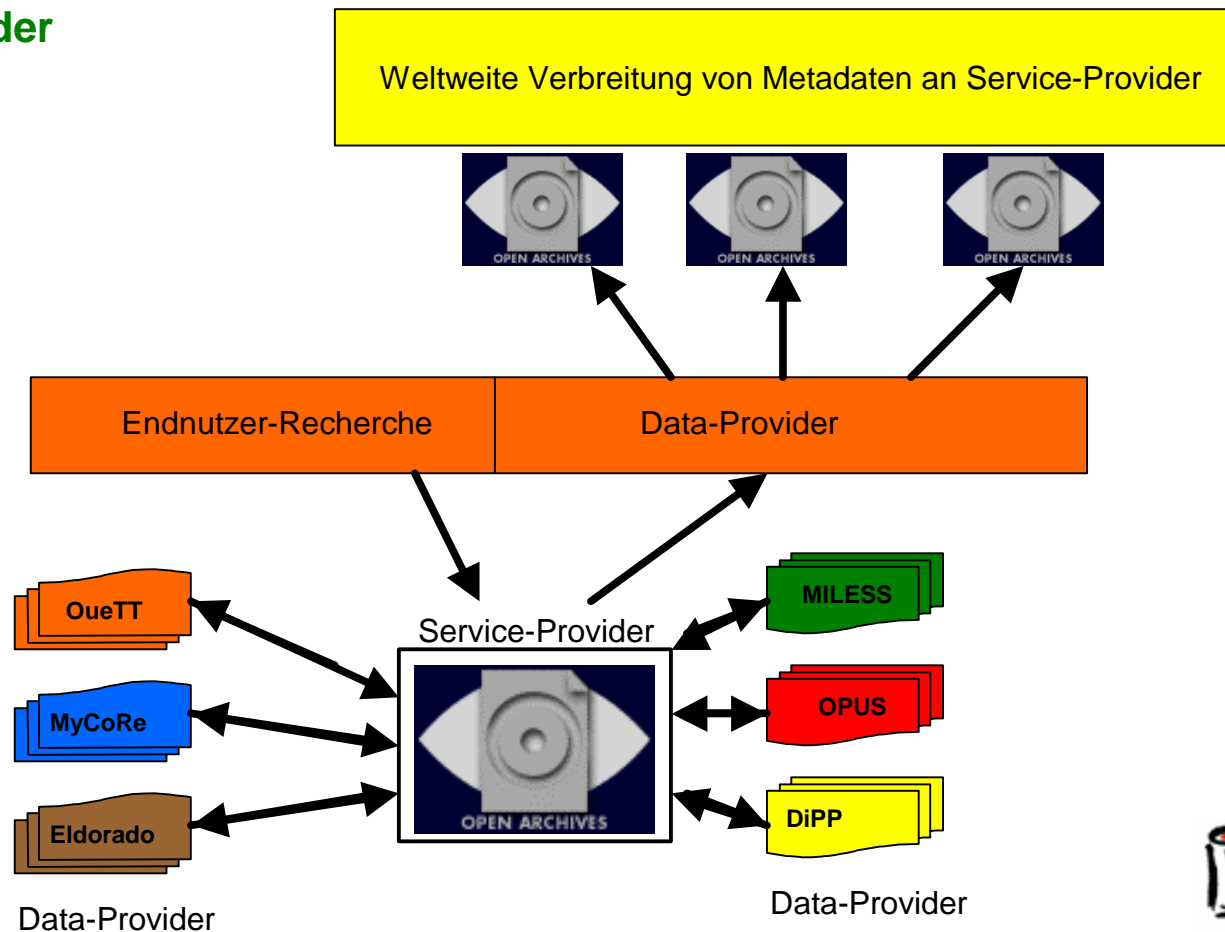 der
Weltweite Verbreitung von Metadaten an Service-Provider
OPEN ARCHIVES
OPEN ARCHIVES
OPEN ARCHIVES
Endnutzer-Recherche
Data-Provider
OueTT
MILESS
Service-Provider
MyCoRe
OPUS
Eldorado
OPEN ARCHIVES
DiPP
Data-Provider
Data-Provider